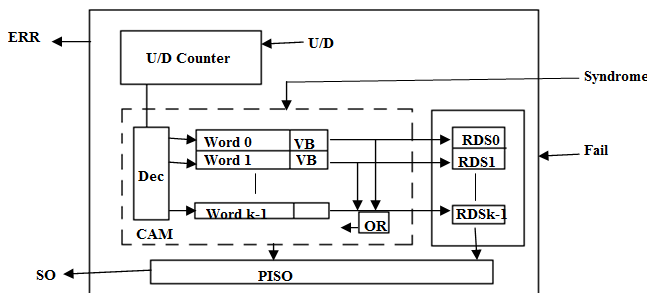 ERR
U/D Counter
U/D
Syndrome
Word 0
VB
RDS0
Word 1
VB
RDS1
Fail
Dec
Word k-1
RDSk-1
OR
CAM
SO
PISO